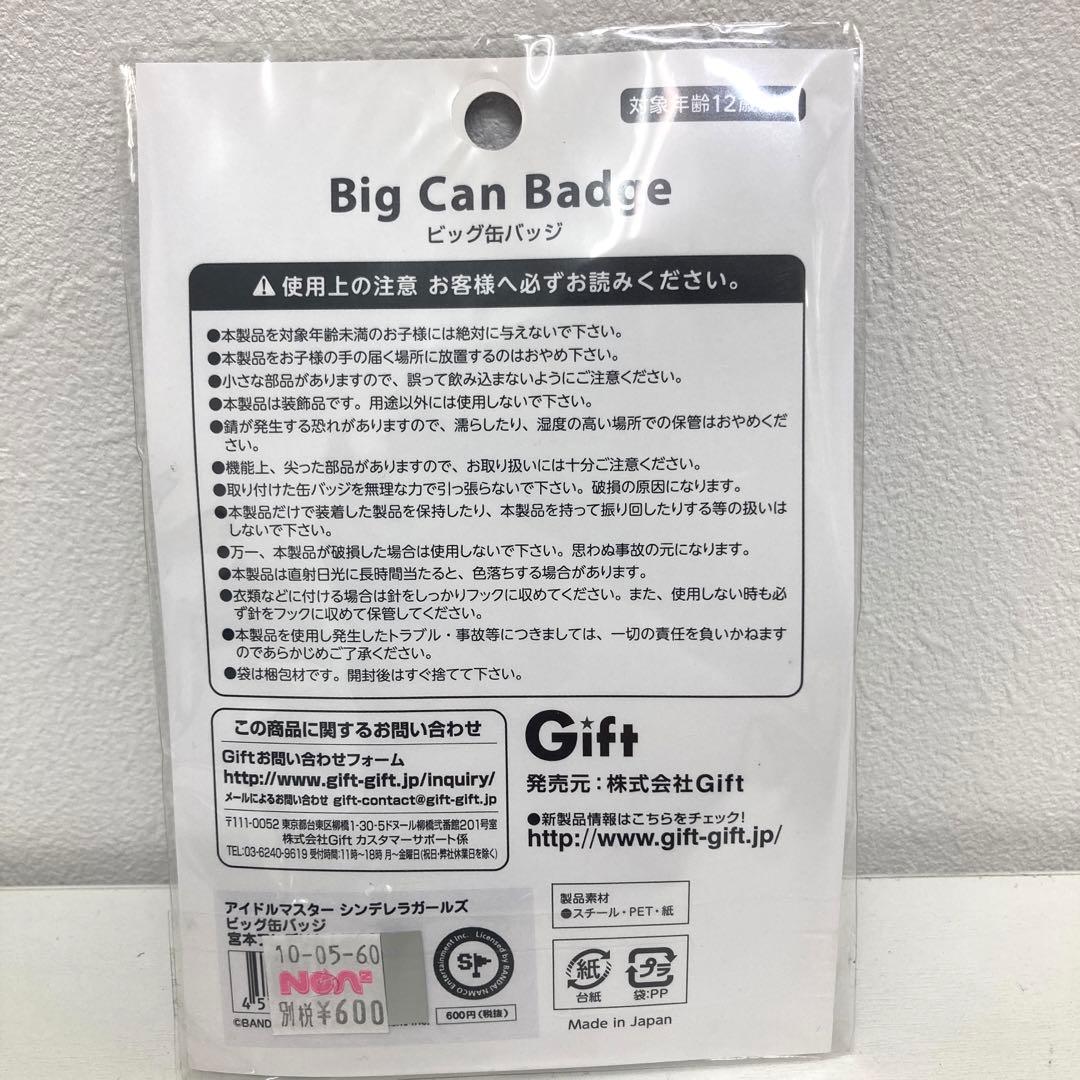 対象年齢12歳
Big Can Badge
ビッグ缶バッジ
使用上の注意 お客様へ必ずお読みください。
●本製品を対象年齢未満のお子様には絶対に与えないで下さい。
●本製品をお子様の手の届く場所に放置するのはおやめ下さい。
●小さな部品がありますので、誤って飲み込まないようにご注意ください。
●本製品は装飾品です。用途以外には使用しないで下さい。
●錆が発生する恐れがありますので、濡らしたり、湿度の高い場所での保管はおやめくだ
さい。
●機能上、尖った部品がありますので、お取り扱いには十分ご注意ください。
●取り付けた缶バッジを無理な力で引っ張らないで下さい。破損の原因になります。
●本製品だけで装着した製品を保持したり、本製品を持って振り回したりする等の扱いは
しないで下さい。
●万一、本製品が破損した場合は使用しないで下さい。思わぬ事故の元になります。
●本製品は直射日光に長時間当たると、色落ちする場合があります。
●衣類などに付ける場合は針をしっかりフックに収めてください。また、使用しない時も必
ず針をフックに収めて保管してください。
●本製品を使用し発生したトラブル・事故等につきましては、一切の責任を負いかねます
のであらかじめご了承ください。
●袋は梱包材です。開封後はすぐ捨てて下さい。
この商品に関するお問い合わせ
Giftお問い合わせフォーム
http://www.gift-gift.jp/inquiry/
メールによるお問い合わせ gift-contact@gift-gift.jp
〒111-0052 東京都台東区柳橋1-30-5ドヌール柳橋弐番館201号室
株式会社Gift カスタマーサポート係
TEL:03-6240-9619 受付時間:11時〜18時 月〜金曜日(祝日・弊社休業日を除く)
Gift
発売元：株式会社Gift
●新製品情報はこちらをチェック!
http://www.gift-gift.jp/
アイドルマスター シンデレラガールズ
ビッグ缶バッジ
宮本
10-05-60
別税¥600
45
©BAND
Licensed by BANDAI NAMCO Entertainment Inc.
600円(税抜)
製品素材
●スチール・PET・紙
紙
台紙
プラ
袋:PP
Made in Japan